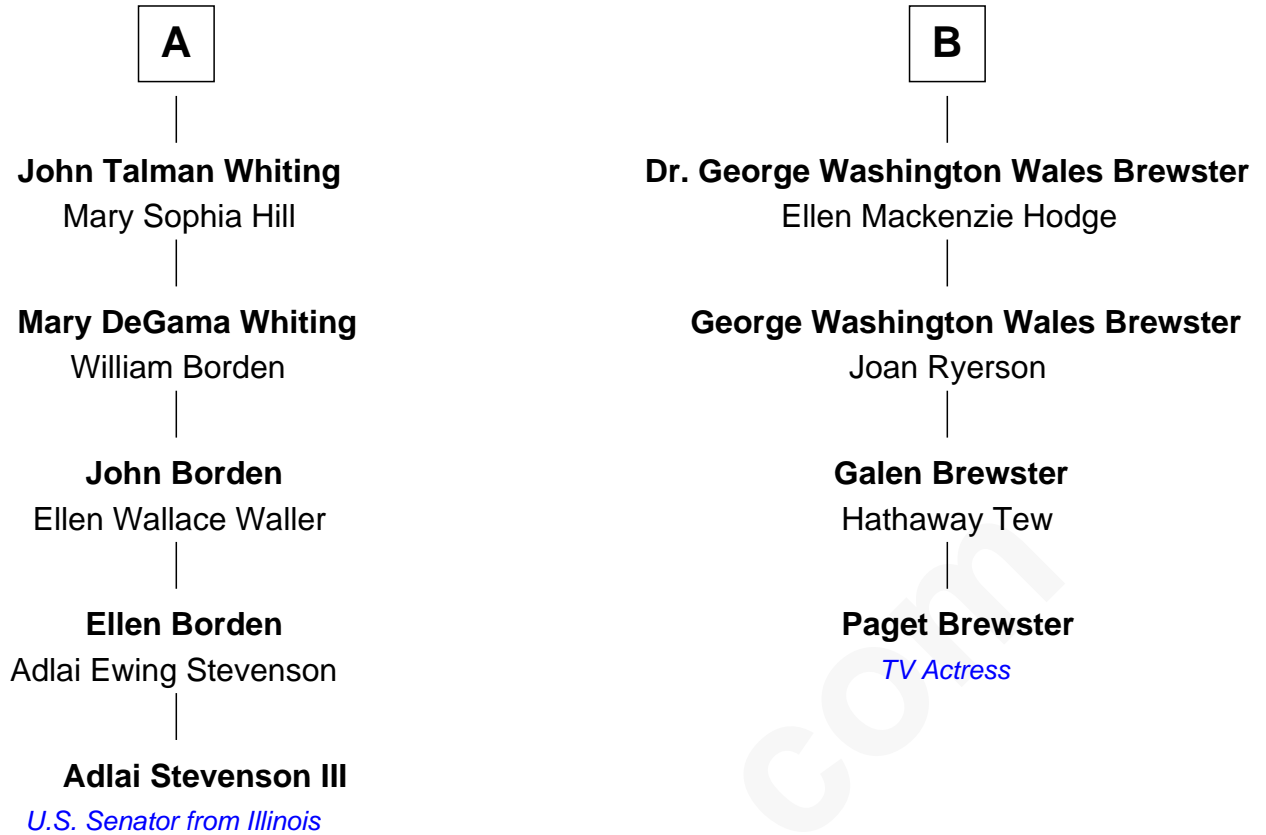 A
John Talman Whiting
Mary Sophia Hill
Mary DeGama Whiting
William Borden
John Borden
Ellen Wallace Waller
Ellen Borden
Adlai Ewing Stevenson
Adlai Stevenson III
U.S. Senator from Illinois
B
Dr. George Washington Wales Brewster
Ellen Mackenzie Hodge
George Washington Wales Brewster
Joan Ryerson
Galen Brewster
Hathaway Tew
Paget Brewster
TV Actress
com